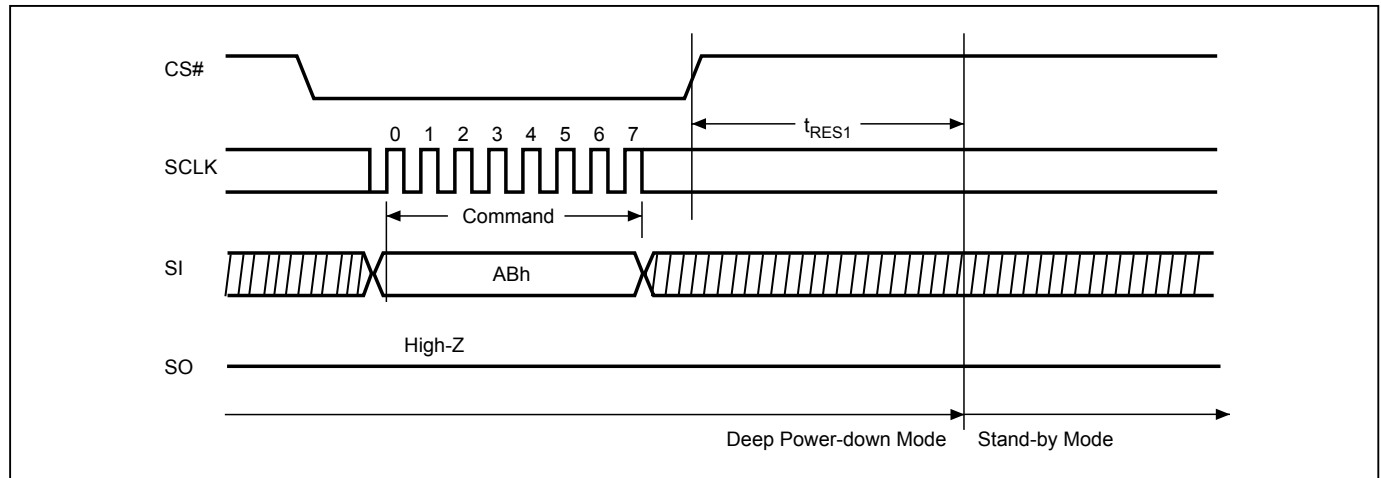 CS#
tRES1
0 1 2 3 4 5 6 7
SCLK
Command
SI
ABh
High-Z
SO
Deep Power-down Mode Stand-by Mode